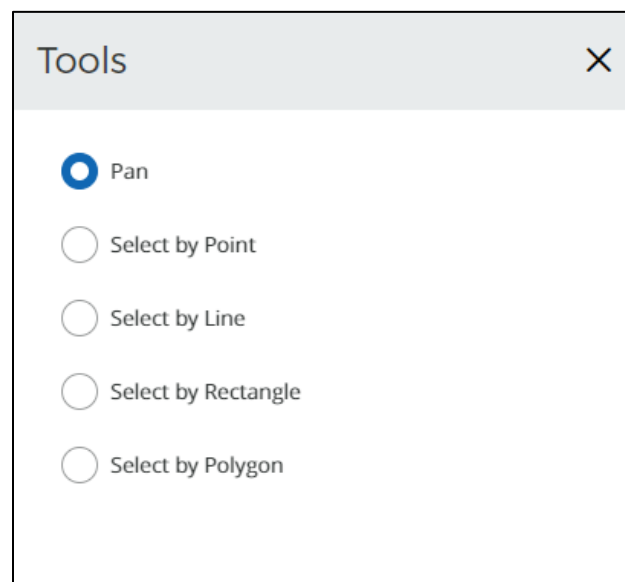 Tools
Pan
Select by Point
Select by Line
Select by Rectangle
Select by Polygon